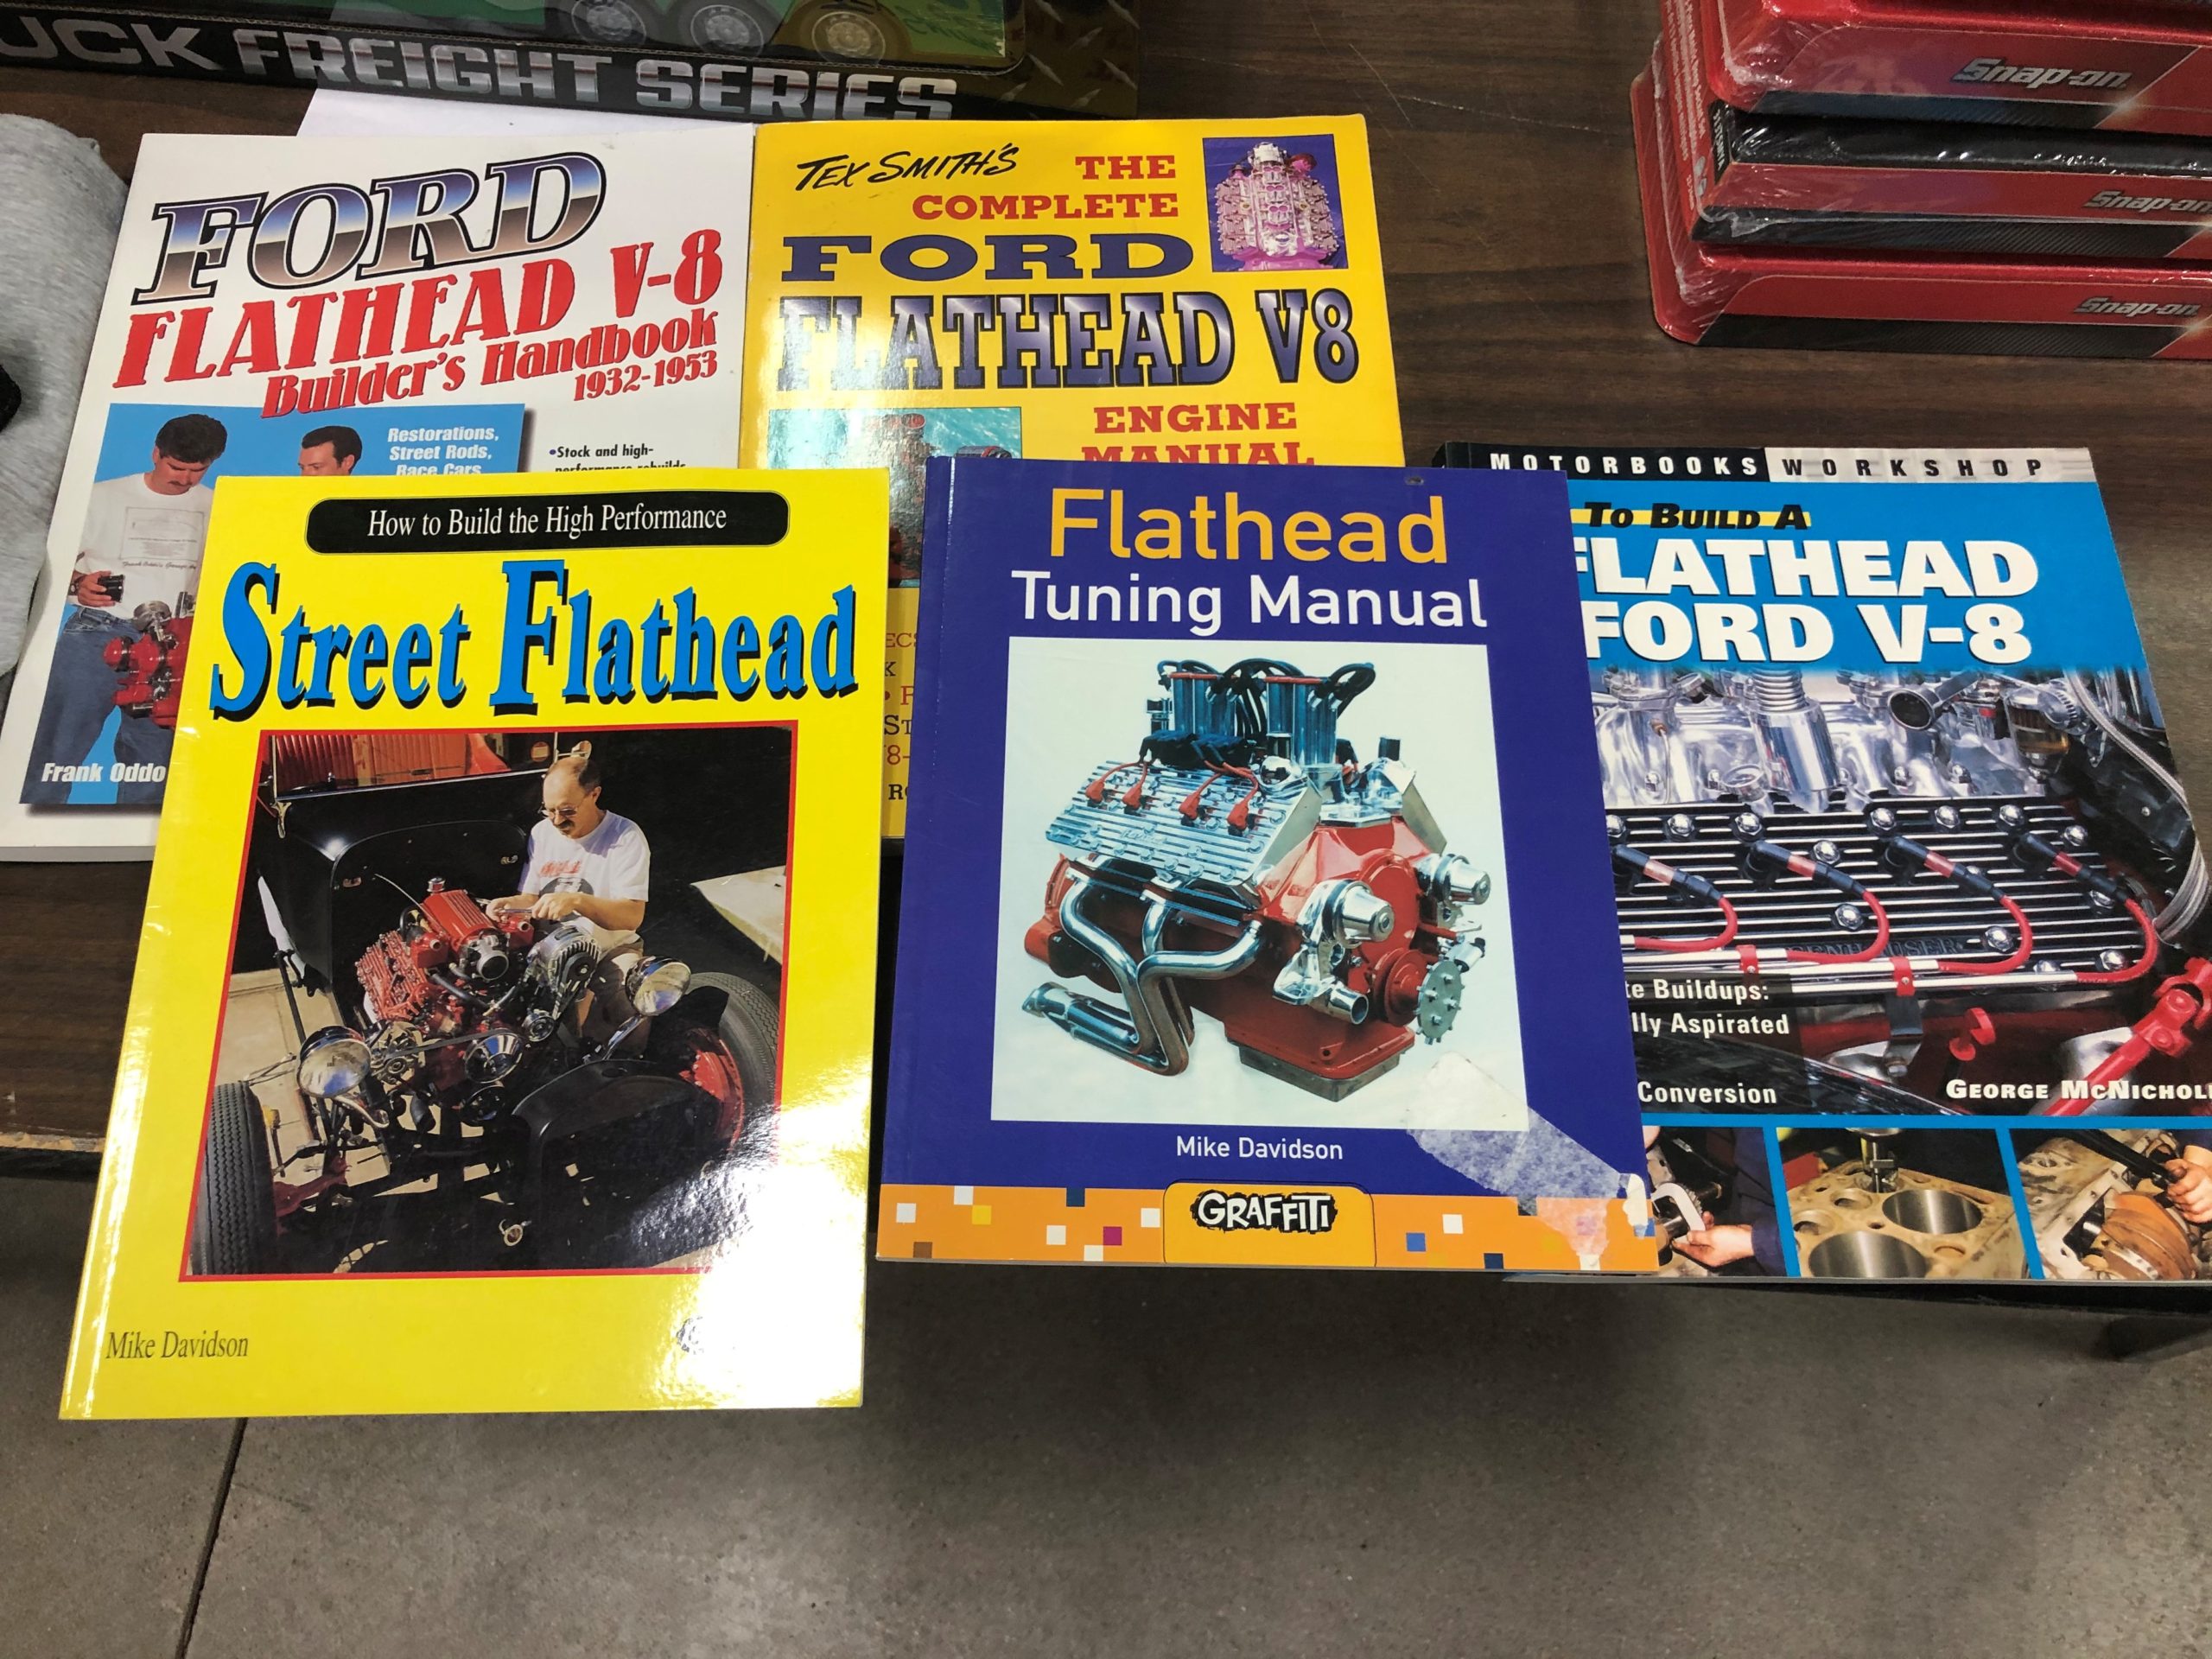 UCK FREIGHT SERIES
Snap-on
Snap-on
Snap-on
FORD
FLATHEAD V-8
Builder's Handbook
1932-1953
Restorations,
Street Rods,
Race Cars
•Stock and high-
performance rebuilds
Frank Oddo
TEX SMITH'S
THE
COMPLETE
FORD
FLATHEAD V8
ENGINE
MANUAL
How to Build the High Performance
Street Flathead
Mike Davidson
Flathead
Tuning Manual
Mike Davidson
GRAFFITI
MOTORBOOKS WORKSHOP
TO BUILD A
FLATHEAD
FORD V-8
te Buildups:
lly Aspirated
Conversion
GEORGE MCNICHOL